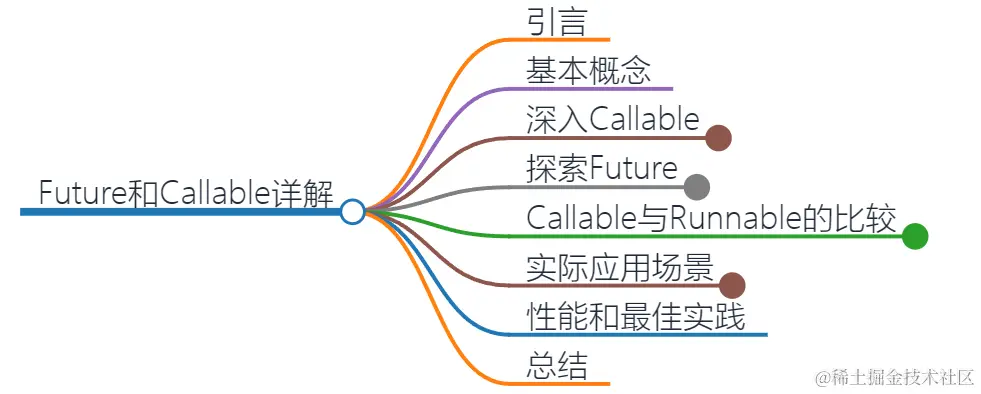 引言
基本概念
深入Callable
探索Future
Future和Callable详解
Callable与Runnable的比较
实际应用场景
性能和最佳实践
总结
@稀土掘金技术社区